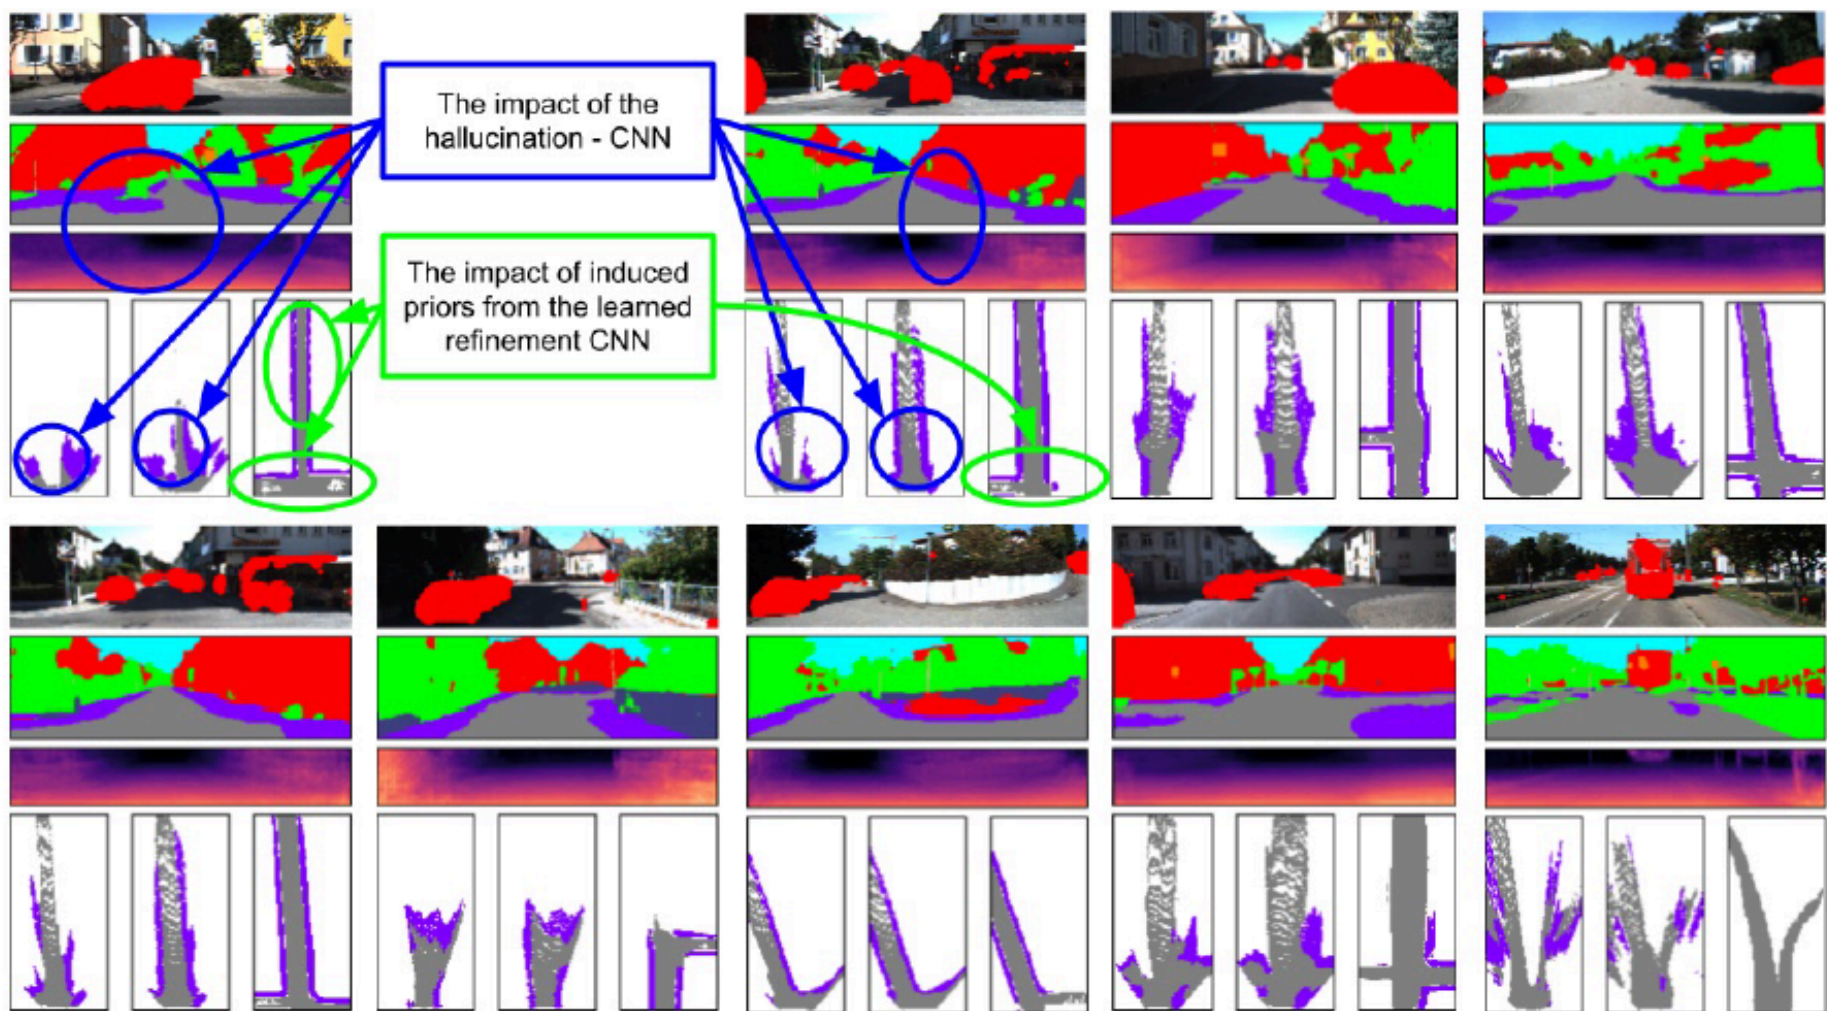 The impact of the
hallucination - CNN
The impact of induced
priors from the learned
refinement CNN